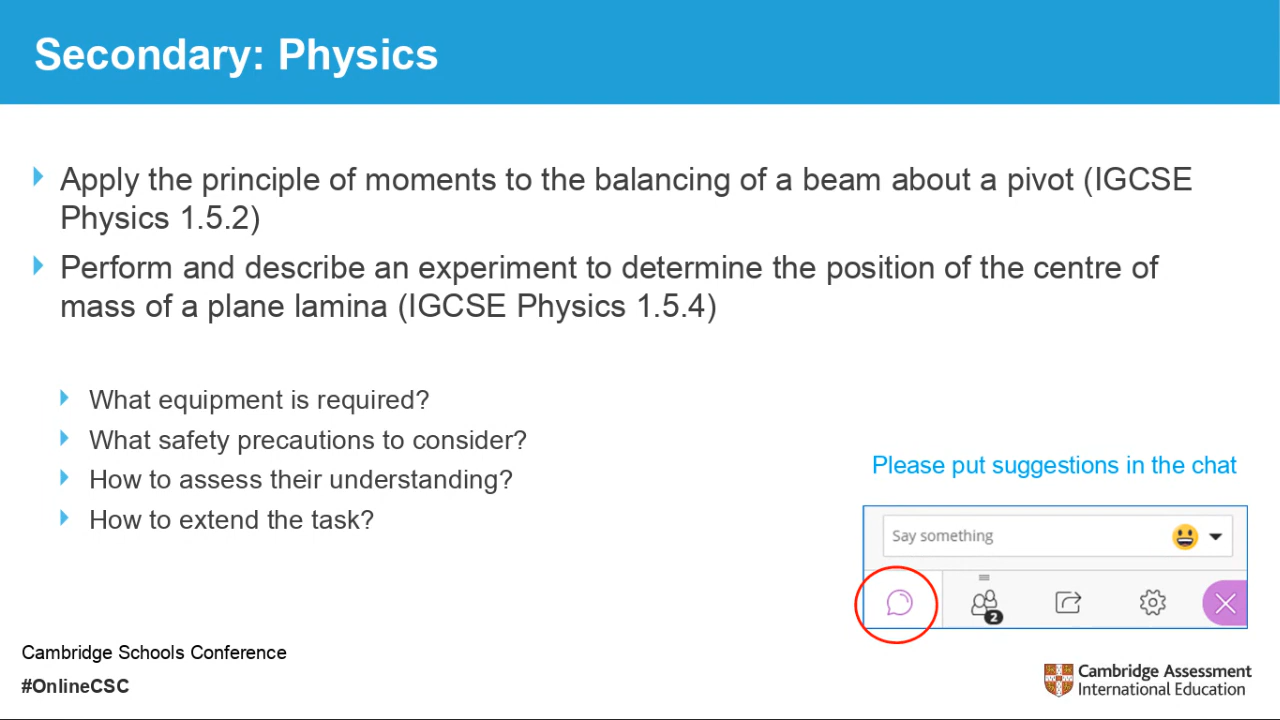 Secondary: Physics
Apply the principle of moments to the balancing of a beam about a pivot (IGCSE
Physics 1.5.2)
Perform and describe an experiment to determine the position of the centre of
mass of a plane lamina (IGCSE Physics 1.5.4)
What equipment is required?
What safety precautions to consider?
How to assess their understanding?
How to extend the task?
Please put suggestions in the chat
Say something
2
Cambridge Schools Conference
#OnlineCSC
Cambridge Assessment
International Education